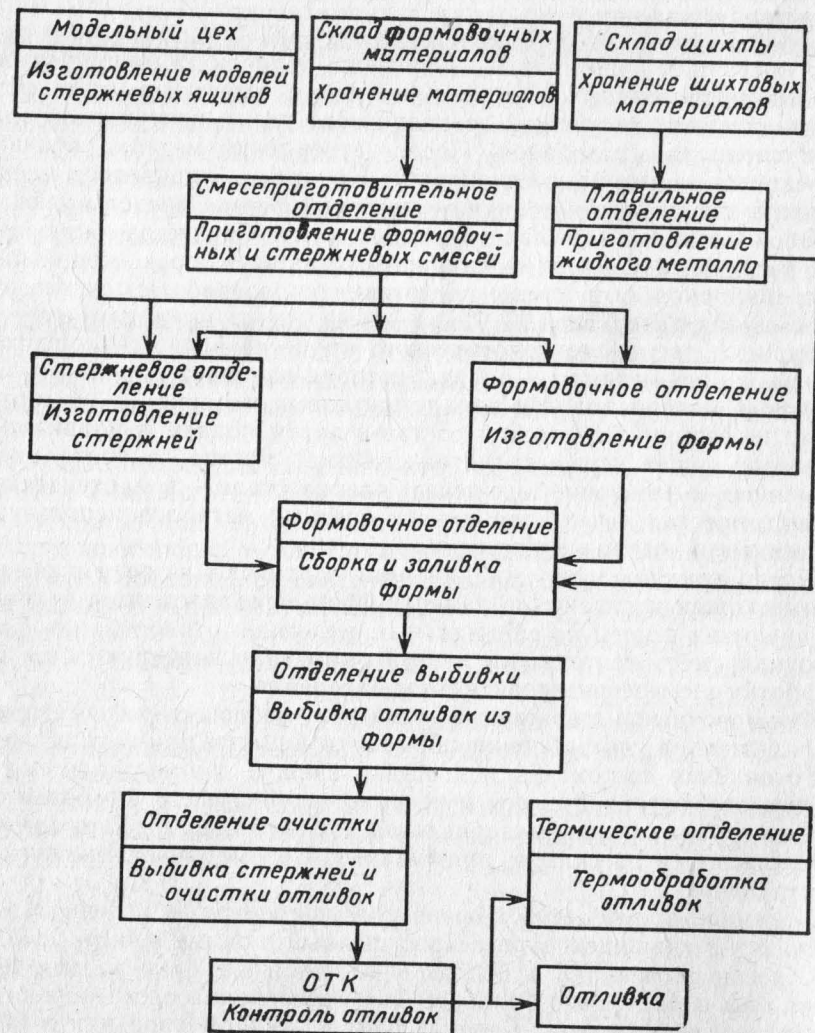 Модельный цех
Изготовление моделей
стержневых ящиков
Склад формовочных
материалов
Хранение материалов
Склад щихты
Хранение шихтовых
материалов
Смесеприготовительное
отделение
Приготовление формовоч-
ных и стержневых смесей
Плавильное
отделение
Приготовление
жидкого металла
Стержневое отде-
ление
Изготовление
стержней
Формовочное отделение
Изготовление формы
Формовочное отделение
Сборка и заливка
формы
Отделение выбивки
Выбивка отливок из
формы
Отделение очистки
Выбивка стержней и
очистки отливок
Термическое отделение
Термообработка
отливок
ОТК
Контроль отливок
Отливка